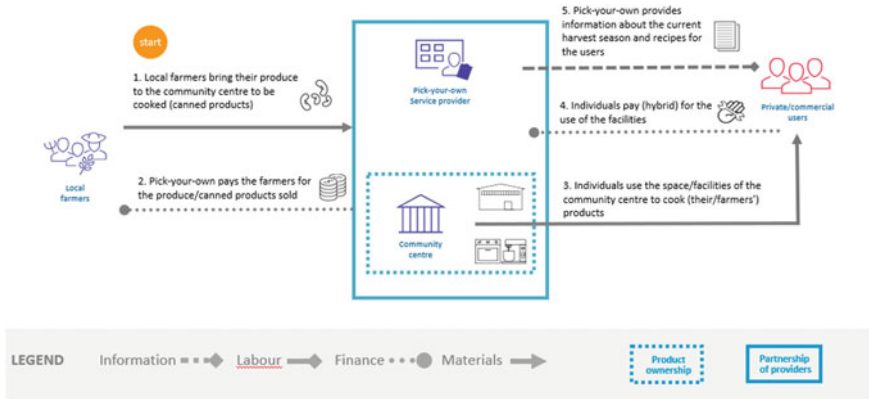 start
1. Local farmers bring their produce
to the community centre to be
cooked (canned products)
Local
farmers
2. Pick-your-own pays the farmers for
the produce/canned products sold
Pick-your-own
Service provider
Community
centre
5. Pick-your-own provides
information about the current
harvest season and recipes for
the users
4. Individuals pay (hybrid) for the
use of the facilities
Private/commercial
users
3. Individuals use the space/facilities of the
community centre to cook (their/farmers')
products
LEGEND
Information
Labour
Finance
Materials
Product
ownership
Partnership
of providers